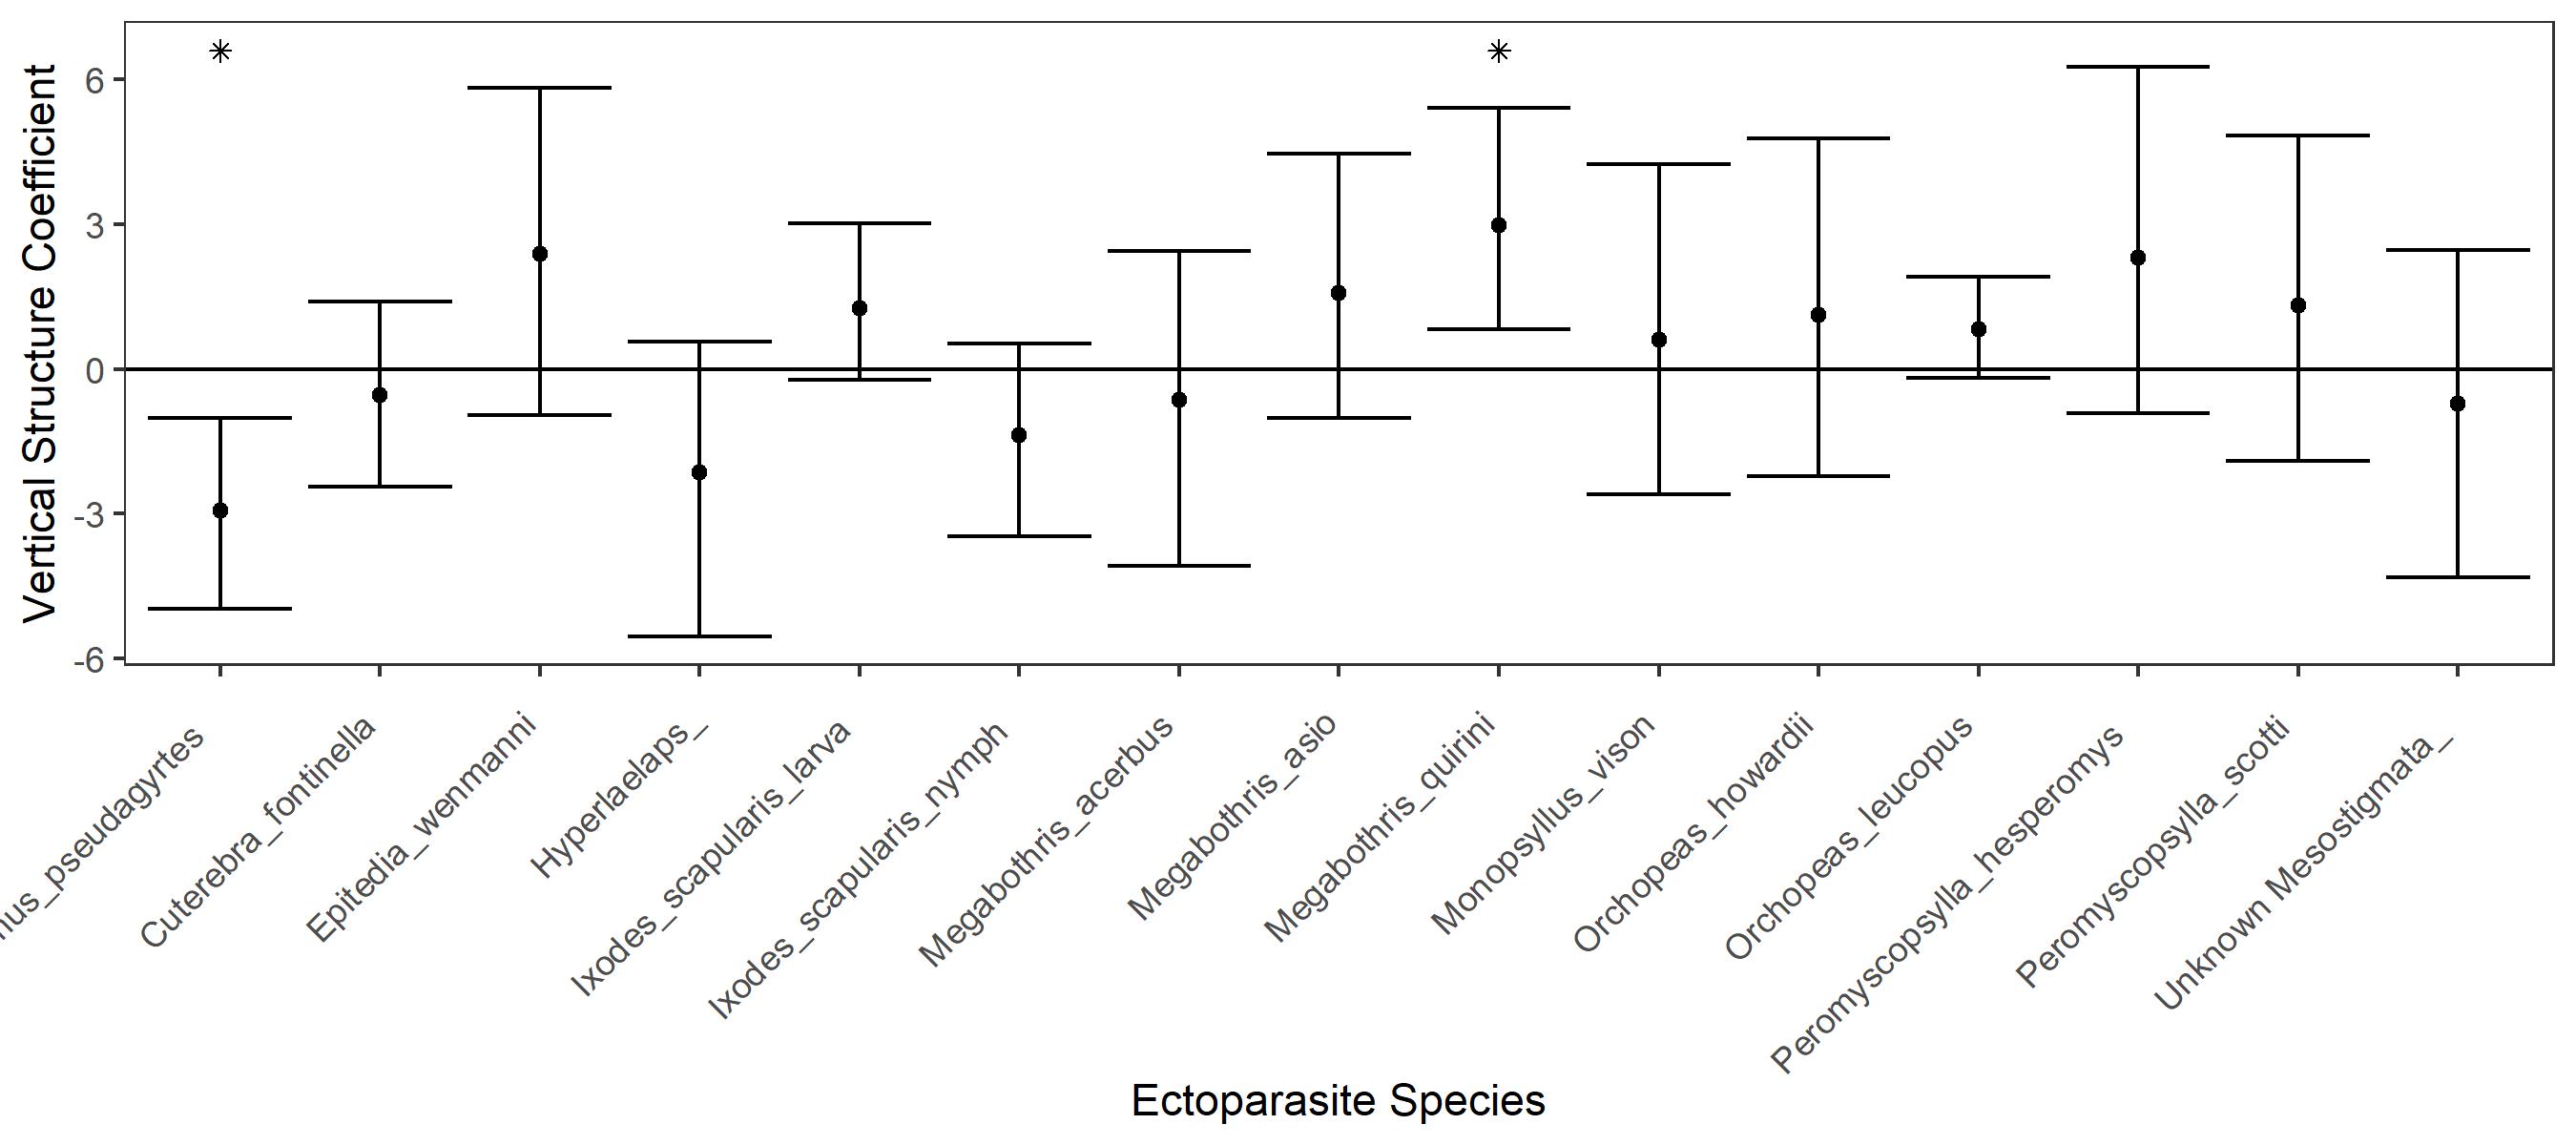 Vertical Structure Coefficient
6
3
0
-3
-6
*
*
nus_pseudagyrtes
Cuterebra_fontinella
Epitedia_wenmanni
Hyperlaelaps_
Ixodes_scapularis_larva
Ixodes_scapularis_nymph
Megabothris_acerbus
Megabothris_asio
Megabothris_quirini
Monopsyllus_vison
Orchopeas_howardii
Orchopeas_leucopus
Peromyscopsylla_hesperomys
Peromyscopsylla_scotti
Unknown Mesostigmata_
Ectoparasite Species